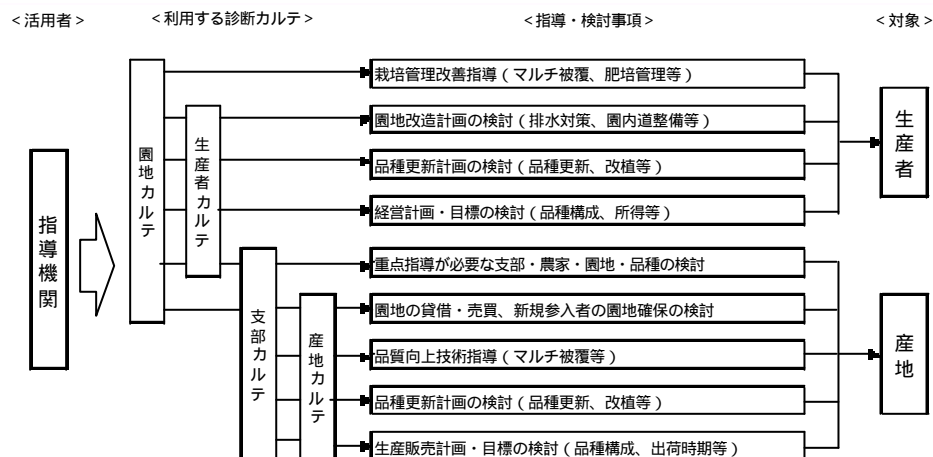 ＜活用者＞　＜利用する診断カルテ＞　＜指導・検討事項＞　＜対象＞
指導機関
園地カルテ
生産者カルテ
支部カルテ
産地カルテ
栽培管理改善指導（マルチ被覆、肥培管理等）
園地改造計画の検討（排水対策、園内道整備等）
品種更新計画の検討（品種更新、改植等）
経営計画・目標の検討（品種構成、所得等）
重点指導が必要な支部・農家・園地・品種の検討
園地の貸借・売買、新規参入者の園地確保の検討
品質向上技術指導（マルチ被覆等）
品種更新計画の検討（品種更新、改植等）
生産販売計画・目標の検討（品種構成、出荷時期等）
生産者
産地